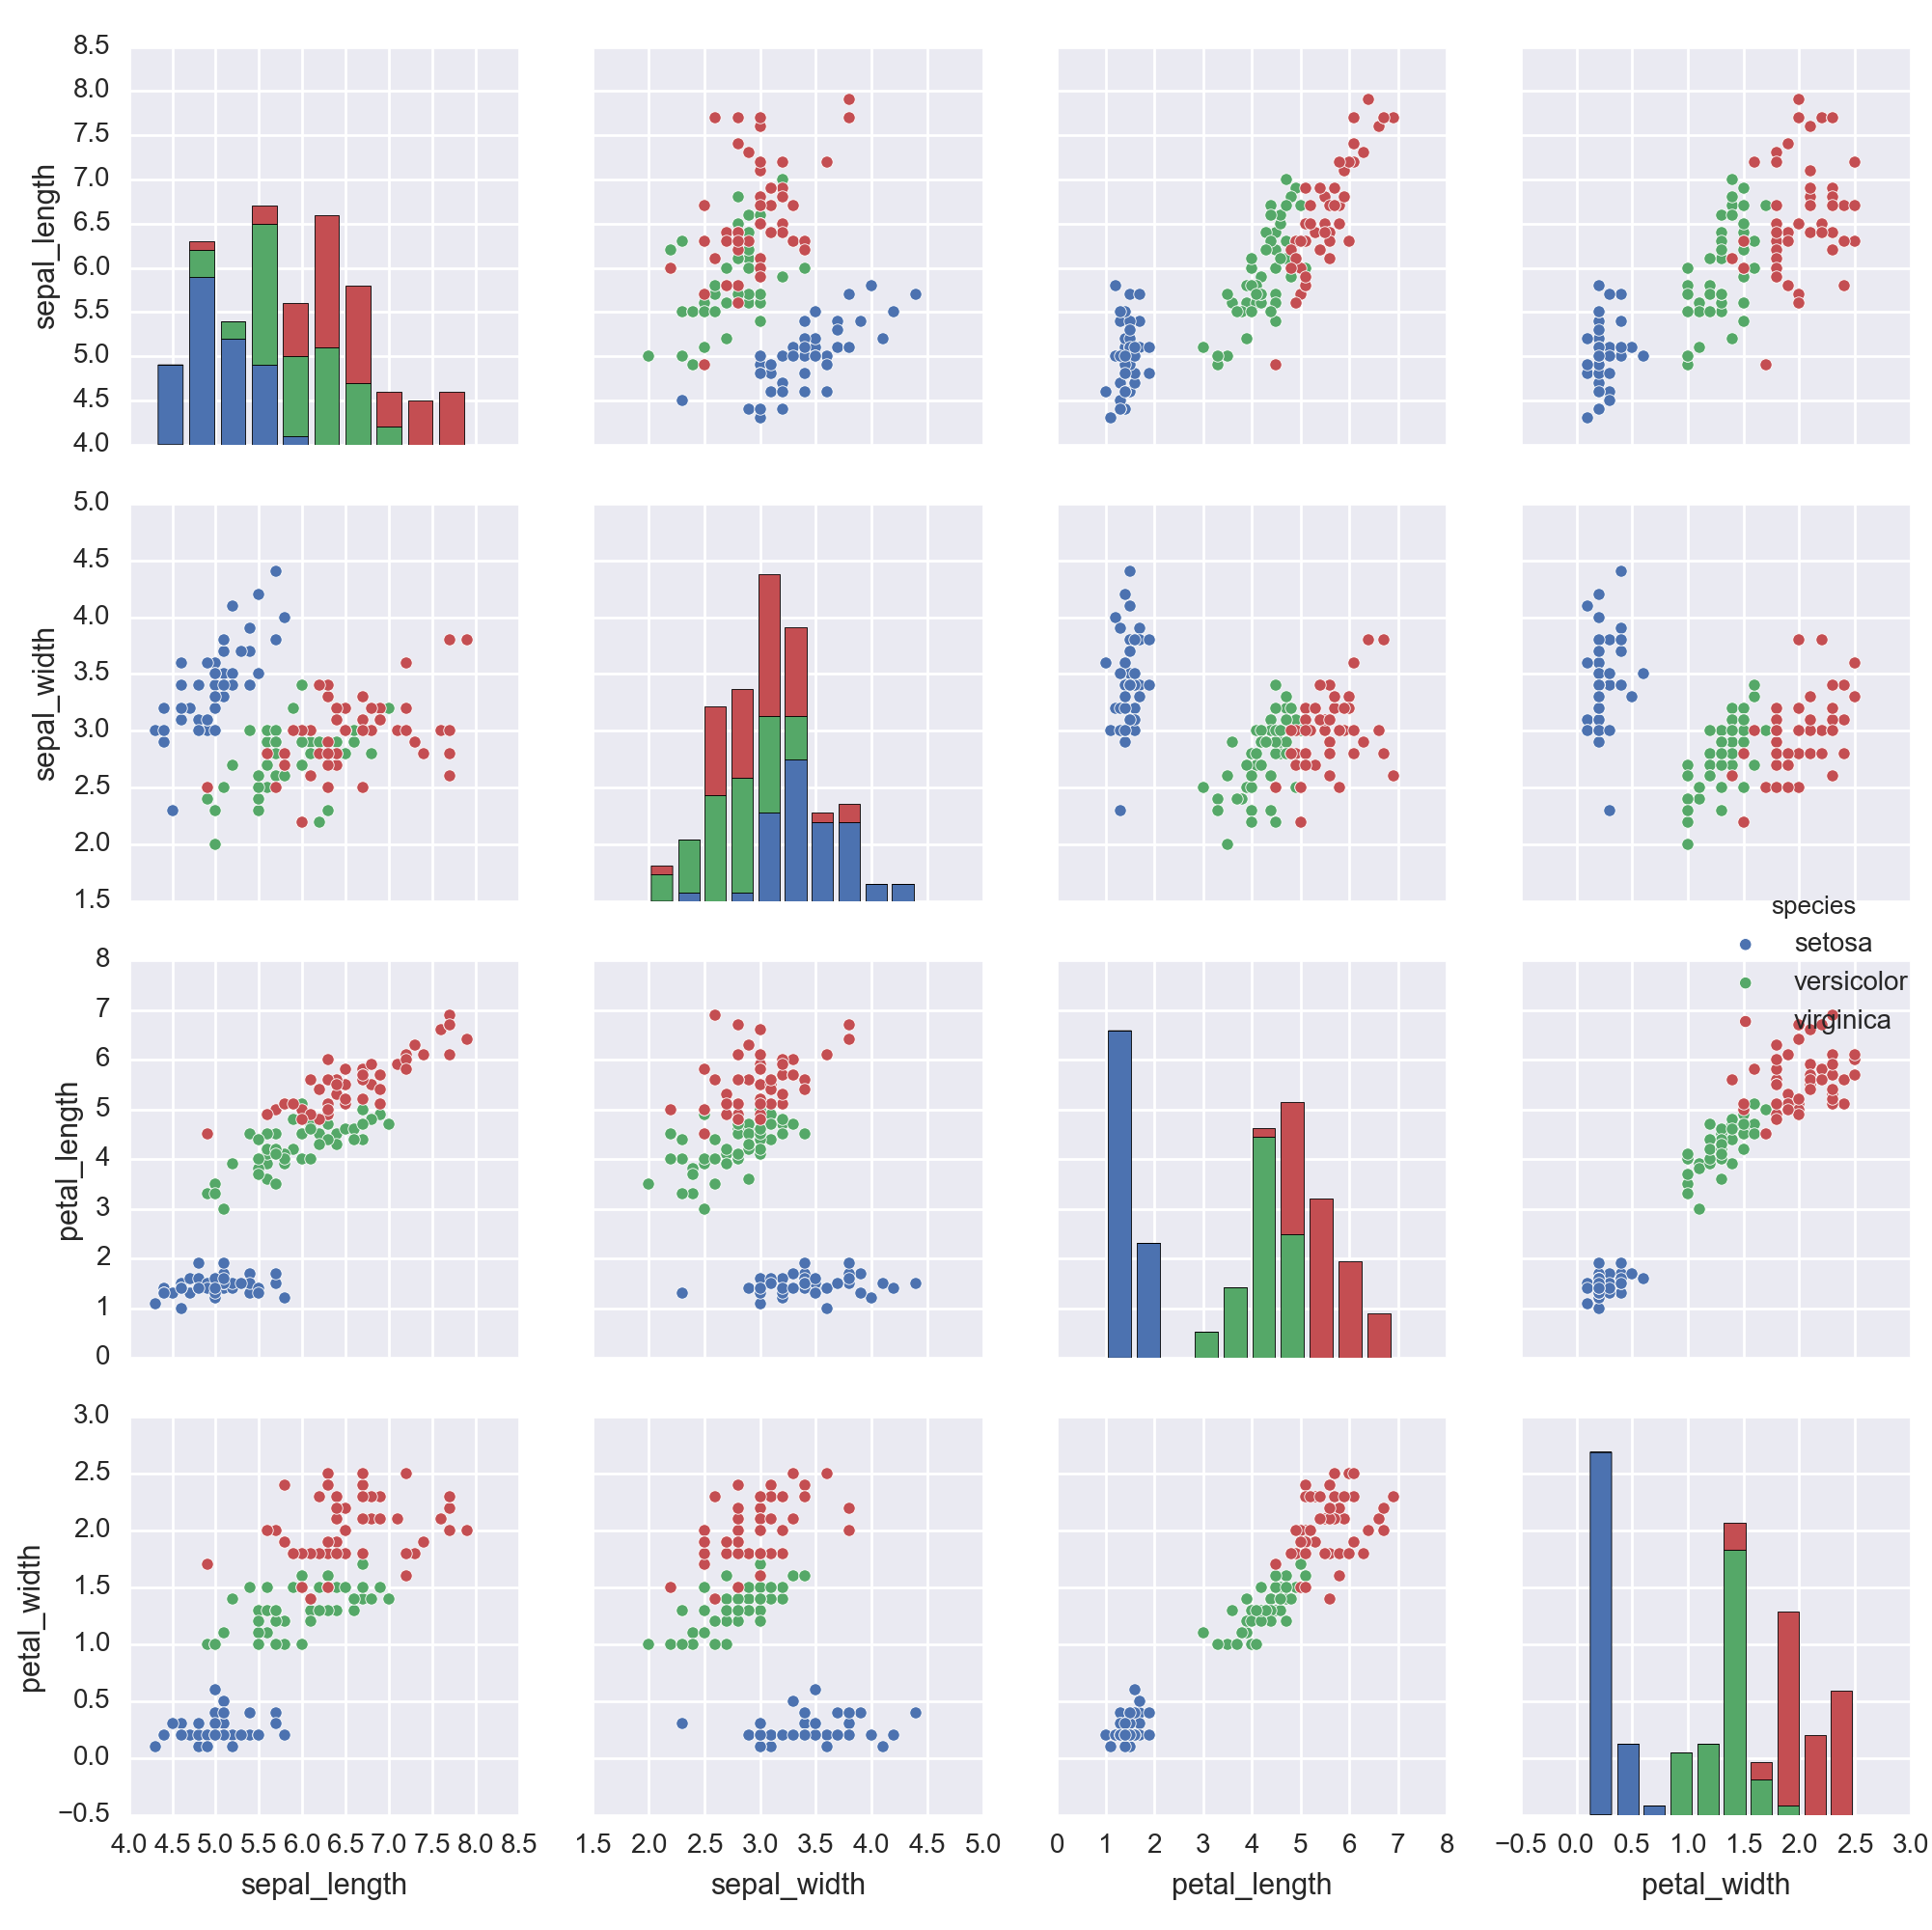 8.5
8.0
7.5
7.0
6.5
6.0
5.5
5.0
4.5
4.0
sepal_length
5.0
4.5
4.0
3.5
3.0
2.5
2.0
1.5
sepal_width
species
setosa
versicolor
virginica
8
7
6
5
4
3
2
1
0
petal_length
3.0
2.5
2.0
1.5
1.0
0.5
0.0
−0.5
petal_width
4.0 4.5 5.0 5.5 6.0 6.5 7.0 7.5 8.0 8.5
1.5 2.0 2.5 3.0 3.5 4.0 4.5 5.0
0 1 2 3 4 5 6 7 8
−0.5 0.0 0.5 1.0 1.5 2.0 2.5 3.0
sepal_length
sepal_width
petal_length
petal_width